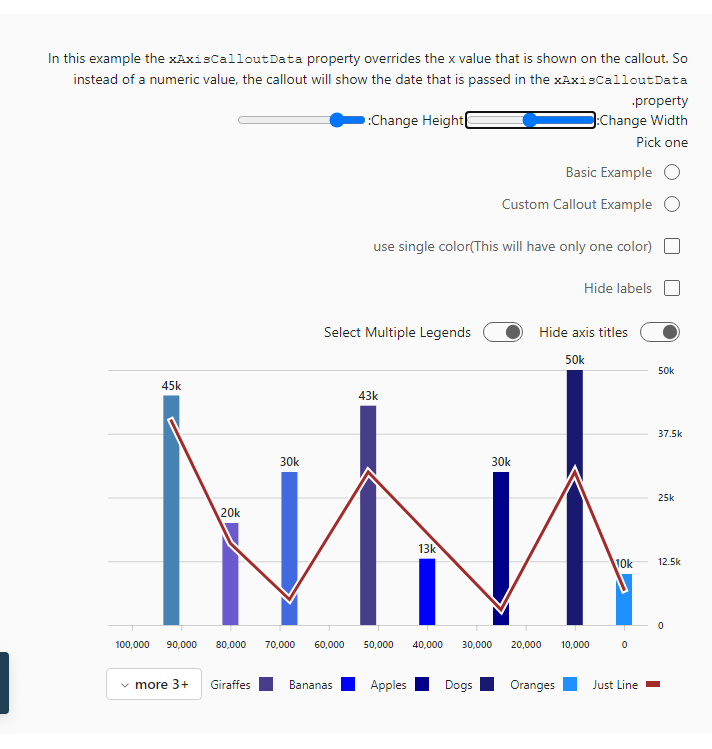 In this example the xAxisCalloutData property overrides the x value that is shown on the callout. So
instead of a numeric value, the callout will show the date that is passed in the xAxisCalloutData
.property
:Change Height :Change Width
Pick one
Basic Example
Custom Callout Example
use single color(This will have only one color)
Hide labels
Select Multiple Legends Hide axis titles
50k
45k
43k
30k
30k
20k
13k
10k
50k
37.5k
25k
12.5k
0
100,000 90,000 80,000 70,000 60,000 50,000 40,000 30,000 20,000 10,000 0
more 3+ Giraffes Bananas Apples Dogs Oranges Just Line